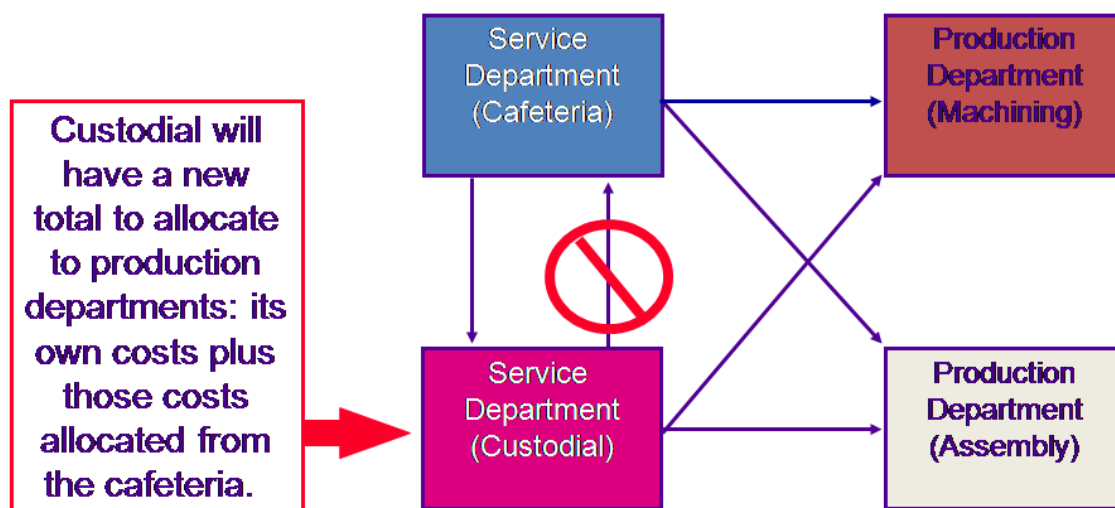 Service
Department
(Cafeteria)
Production
Department
(Machining)
Custodial will
have a new
total to allocate
to production
departments: its
own costs plus
those costs
allocated from
the cafeteria.
Service
Department
(Custodial)
Production
Department
(Assembly)